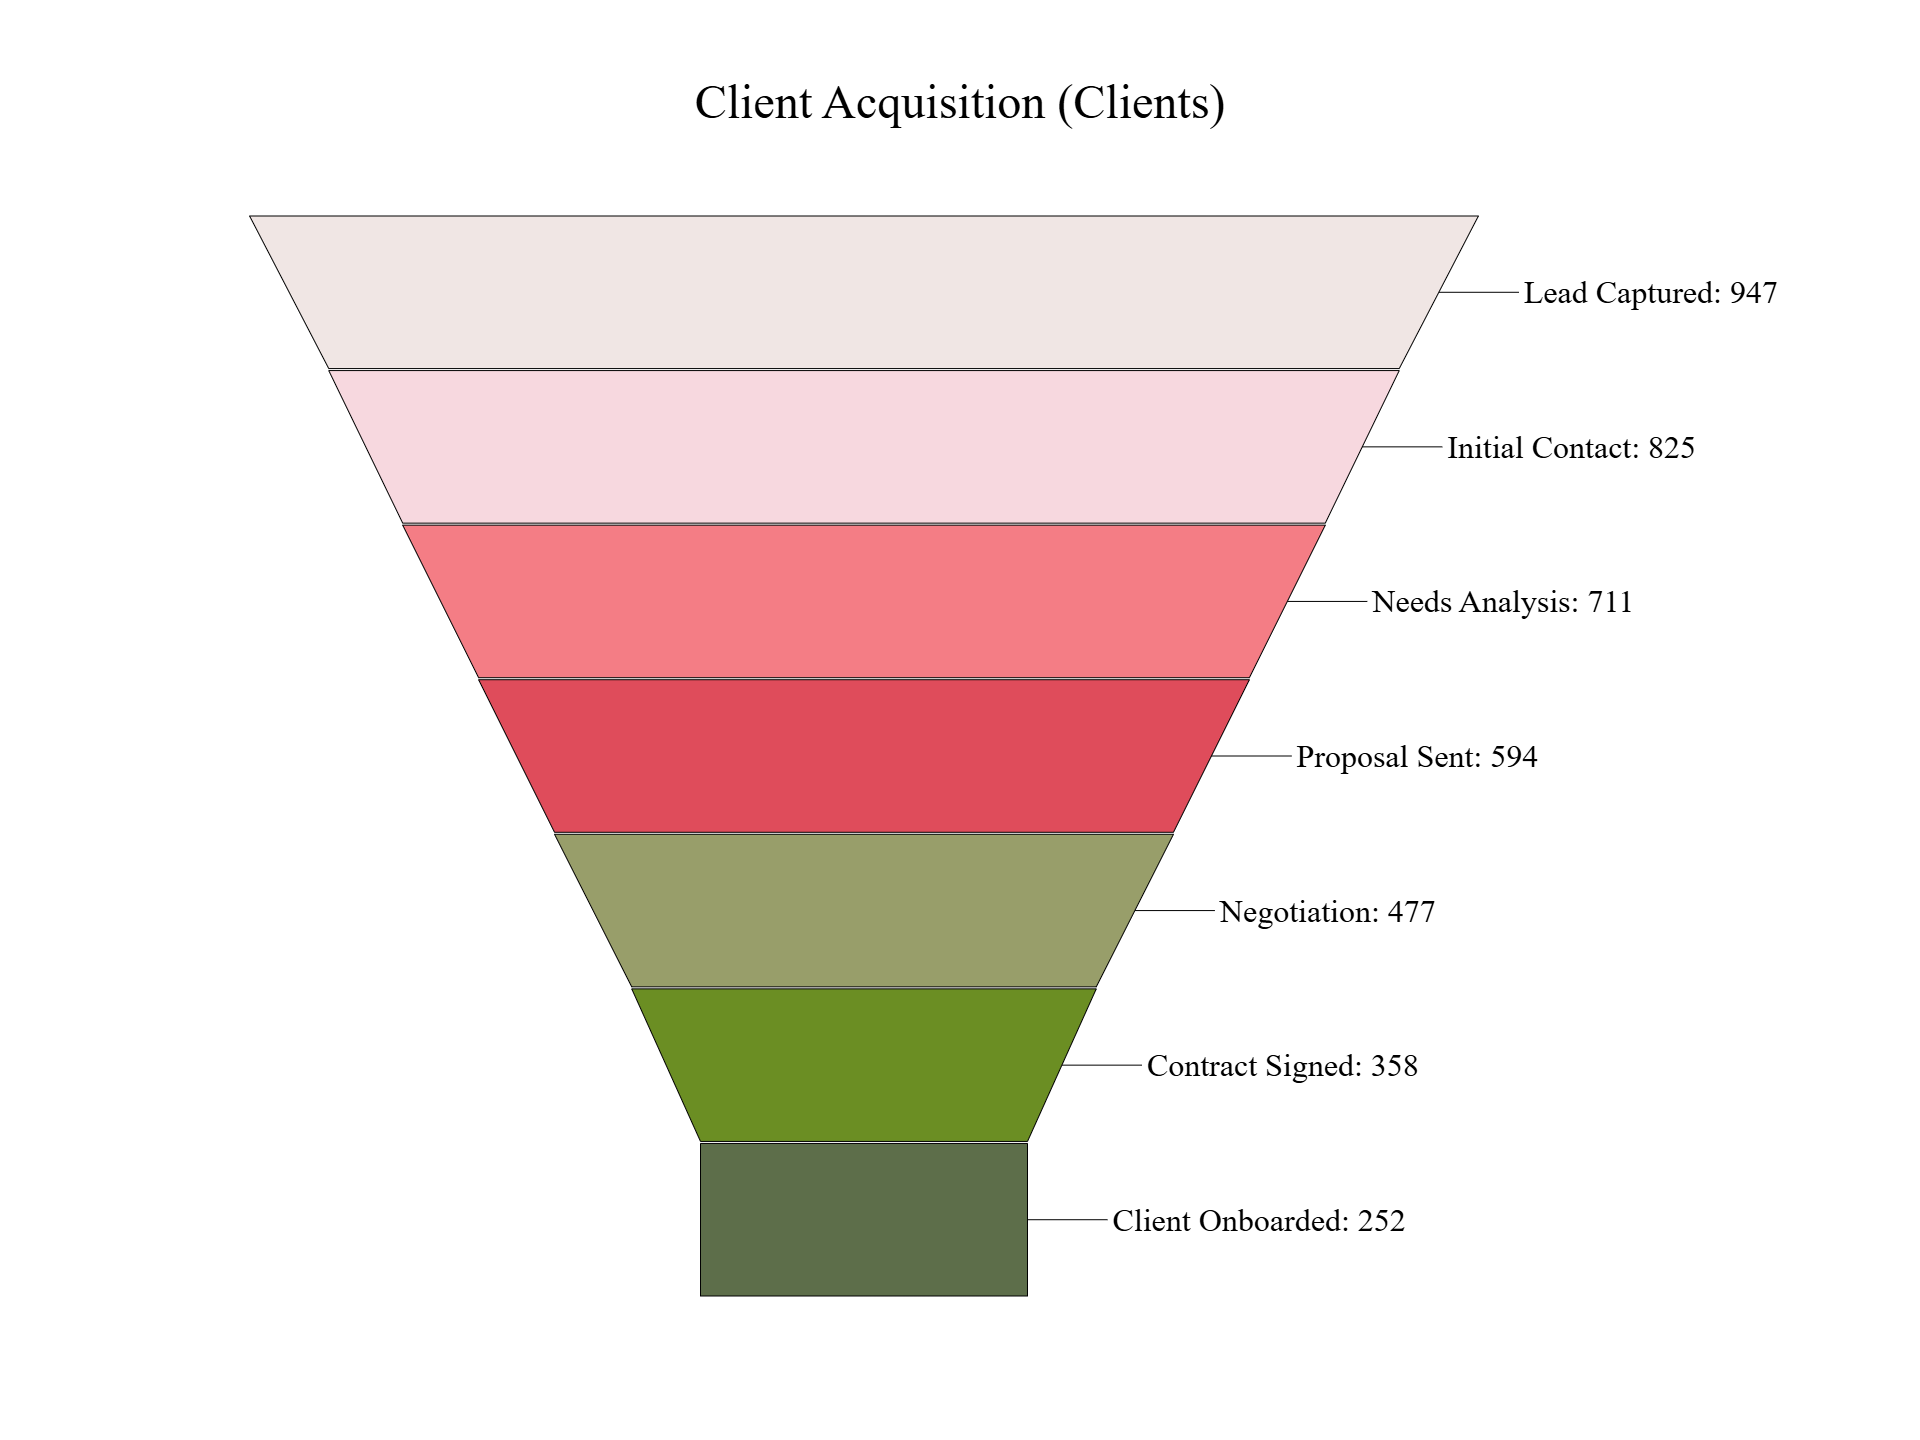 Client Acquisition (Clients)
Lead Captured: 947
Initial Contact: 825
Needs Analysis: 711
Proposal Sent: 594
Negotiation: 477
Contract Signed: 358
Client Onboarded: 252